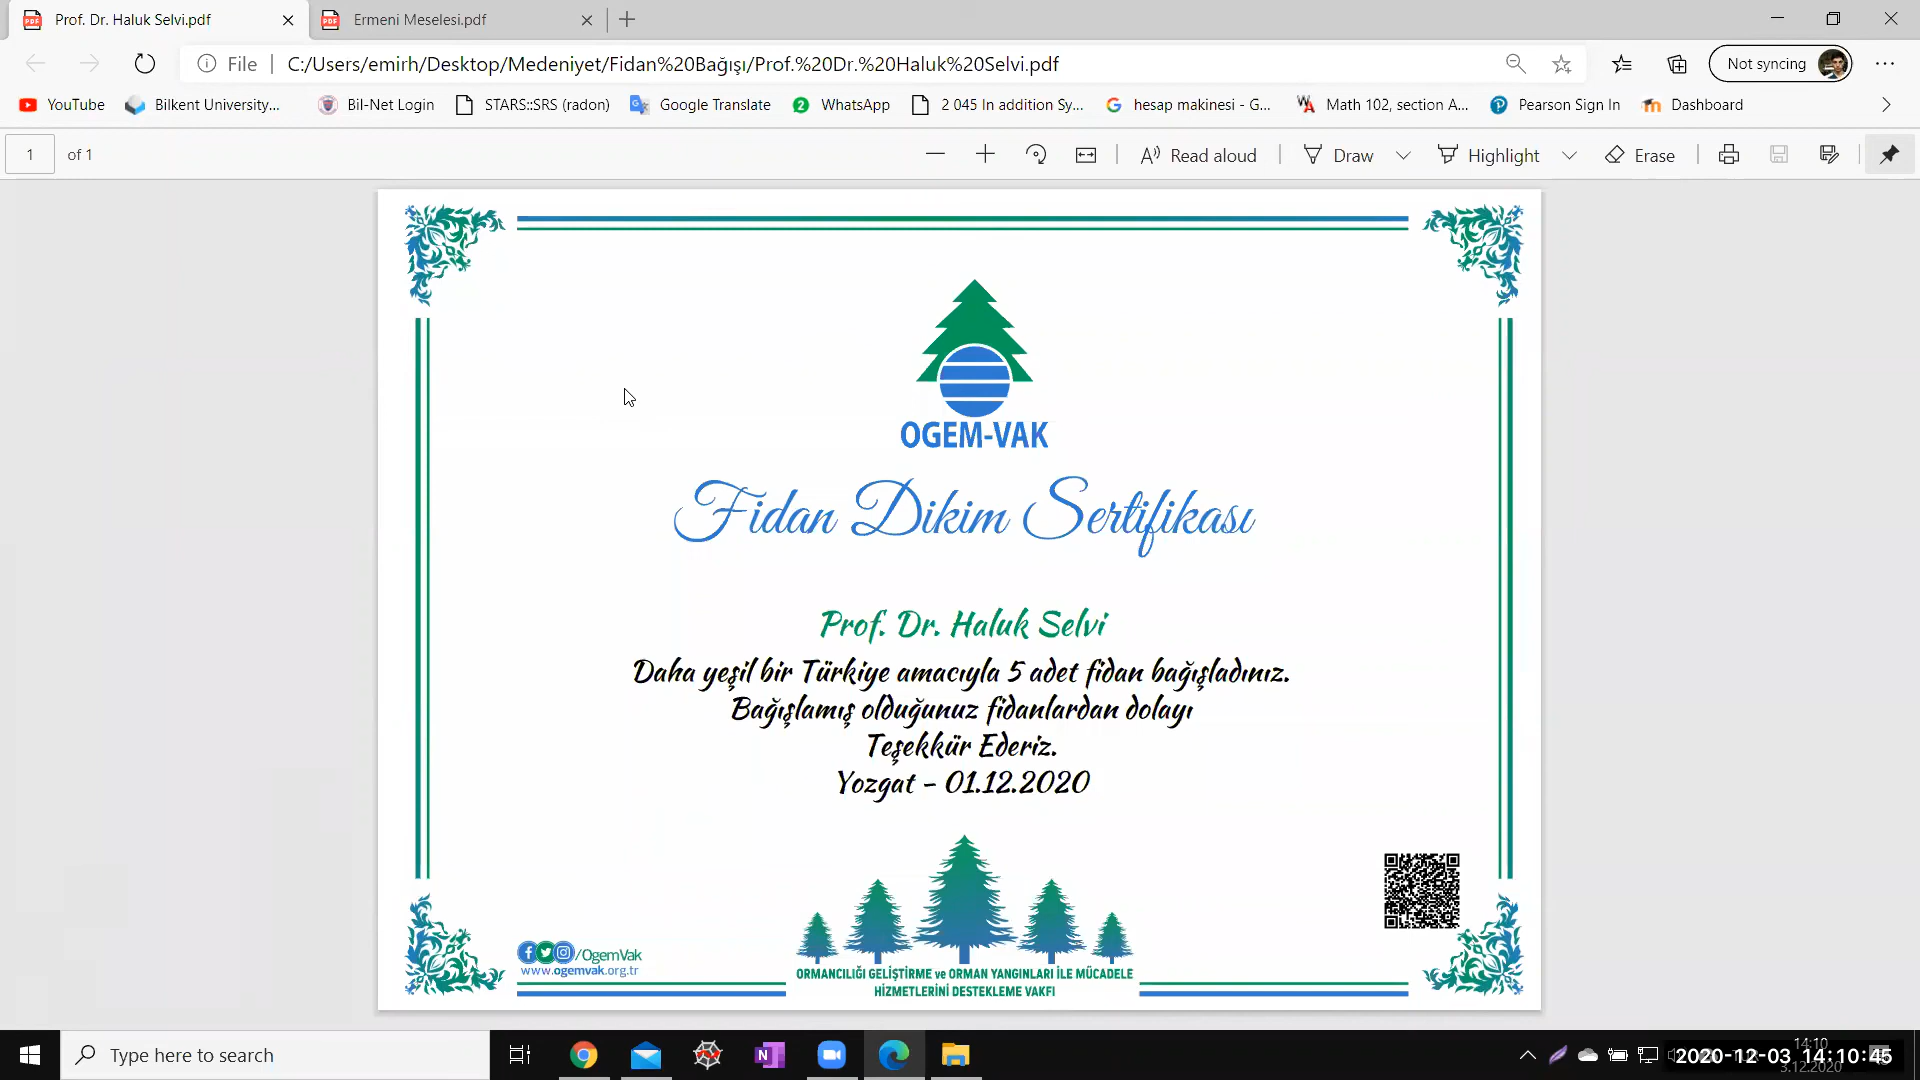 Prof. Dr. Haluk Selvi.pdf
Ermeni Meselesi.pdf
File
C:/Users/emirh/Desktop/Medeniyet/Fidan%20Bağışı/Prof.%20Dr.%20Haluk%20Selvi.pdf
Not syncing
YouTube
Bilkent University...
Bil-Net Login
STARS::SRS (radon)
Google Translate
WhatsApp
2 045 In addition Sy...
hesap makinesi - G...
Math 102, section A...
Pearson Sign In
Dashboard
1 of 1
Read aloud
Draw
Highlight
Erase
OGEM-VAK
Fidan Dikim Sertifikası
Prof. Dr. Haluk Selvi
Daha yeşil bir Türkiye amacıyla 5 adet fidan bağışladınız.
Bağışlamış olduğunuz fidanlardan dolayı
Teşekkür Ederiz.
Yozgat - 01.12.2020
/OgemVak
www.ogemvak.org.tr
ORMANCILIĞI GELİŞTİRME ve ORMAN YANGINLARI İLE MÜCADELE
HİZMETLERİNİ DESTEKLEME VAKFI
Type here to search
14:10
2020-12-03 14:10:45
3.12.2020